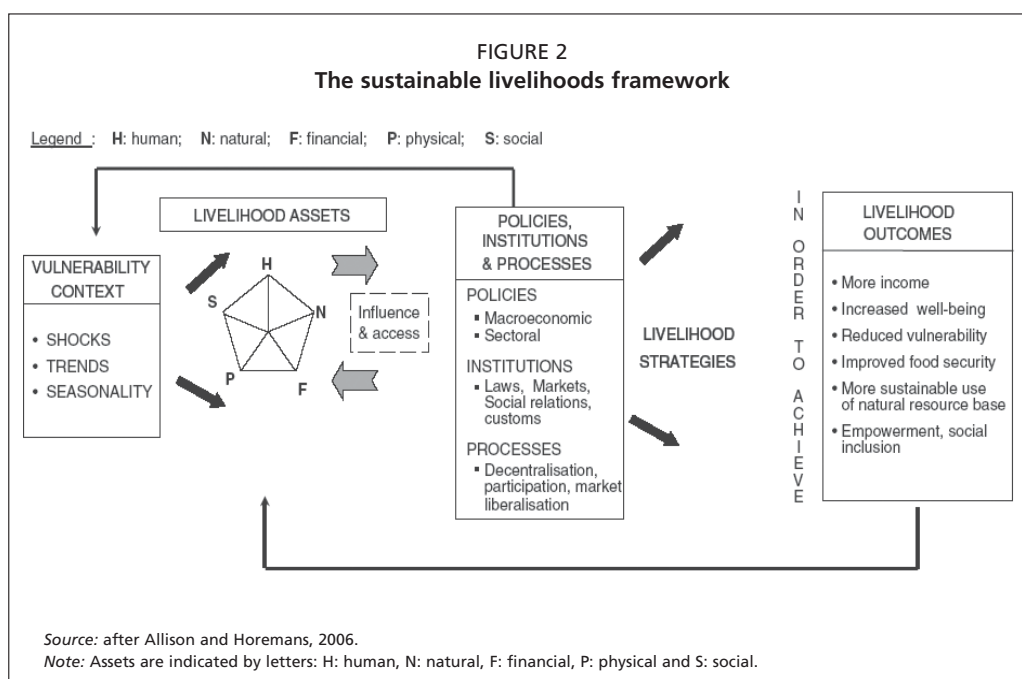 FIGURE 2
The sustainable livelihoods framework
Legend : H: human; N: natural; F: financial; P: physical; S: social
VULNERABILITY
CONTEXT
• SHOCKS
• TRENDS
• SEASONALITY
LIVELIHOOD ASSETS
H
S
N
P
F
Influence
& access
POLICIES,
INSTITUTIONS
& PROCESSES
POLICIES
▪ Macroeconomic
▪ Sectoral
INSTITUTIONS
▪ Laws, Markets,
Social relations,
customs
PROCESSES
▪ Decentralisation,
participation, market
liberalisation
LIVELIHOOD
STRATEGIES
IN ORDER TO ACHIEVE
LIVELIHOOD
OUTCOMES
• More income
• Increased well-being
• Reduced vulnerability
• Improved food security
• More sustainable use
of natural resource base
• Empowerment, social
inclusion
Source: after Allison and Horemans, 2006.
Note: Assets are indicated by letters: H: human, N: natural, F: financial, P: physical and S: social.